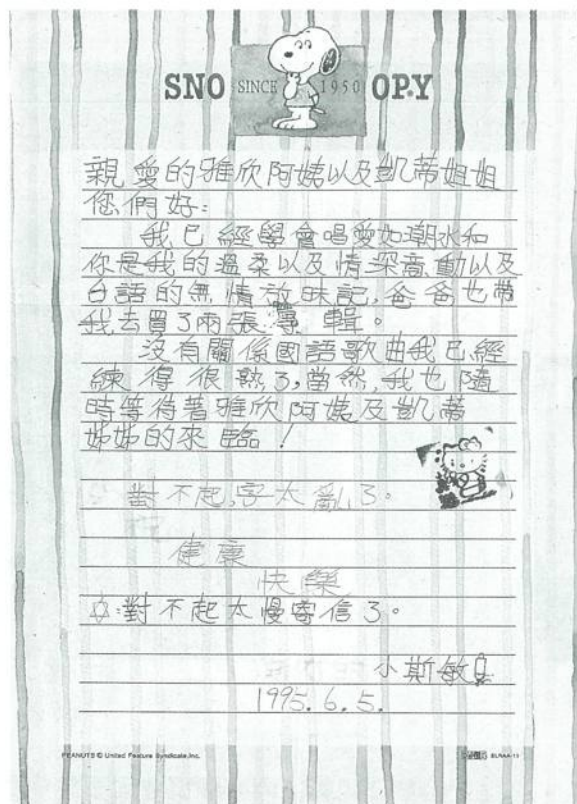 SNO SINCE 1950 OPY
親愛的雅欣阿姨以及凱蒂姐姐
您們好:
我已經學會唱愛如潮水和
你是我的溫柔以及情深意動以及
台語的無情放昧記,爸爸也帶
我去買了兩張專輯。
沒有關係國語歌曲我已經
練得很熟了,當然,我也隨
時等待著雅欣阿姨及凱蒂
姊姊的來臨!
對不起,字太亂了。
健康
快樂
✡:對不起太慢寄信了。
小斯敏
1995.6.5.
PEANUTS © United Feature Syndicate,Inc.